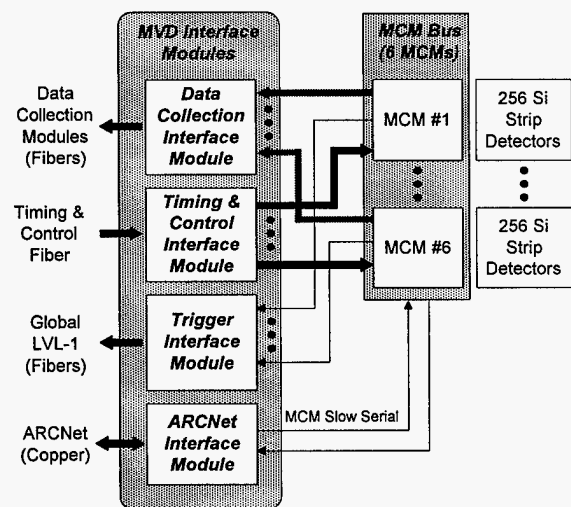 MVD Interface
Modules
MCM Bus
(6 MCMs)
Data
Collection
Modules
(Fibers)
Data
Collection
Interface
Module
MCM #1
256 Si
Strip
Detectors
Timing &
Control
Fiber
Timing &
Control
Interface
Module
MCM #6
256 Si
Strip
Detectors
Global
LVL-1
(Fibers)
Trigger
Interface
Module
MCM Slow Serial
ARCNet
(Copper)
ARCNet
Interface
Module